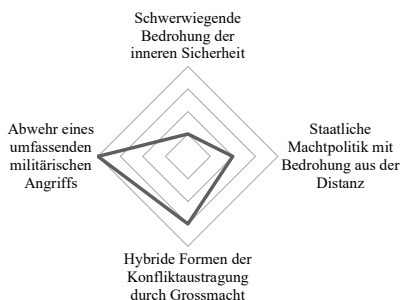 Schwerwiegende
Bedrohung der
inneren Sicherheit
Abwehr eines
umfassenden
militärischen
Angriffs
Staatliche
Machtpolitik mit
Bedrohung aus der
Distanz
Hybride Formen der
Konfliktaustragung
durch Grossmacht